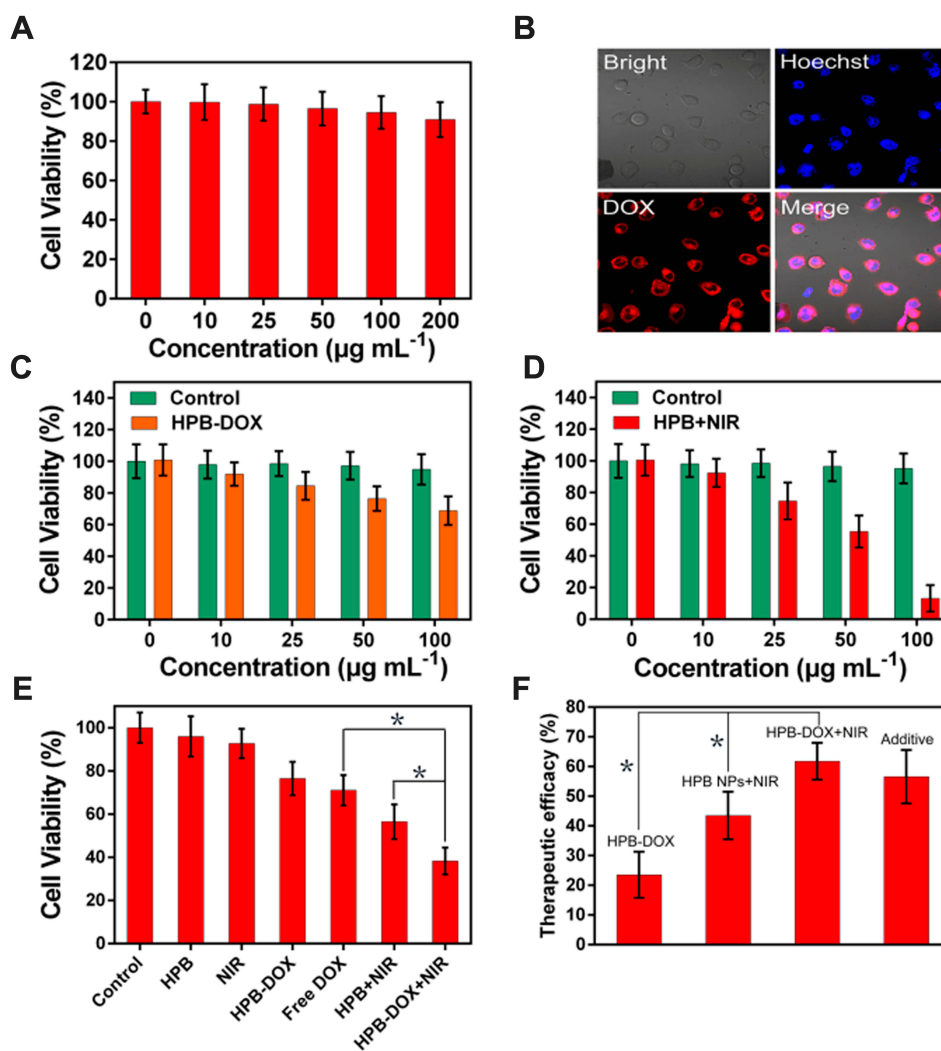 A
Cell Viability (%)
120
100
80
60
40
20
0
0 10 25 50 100 200
Concentration (µg mL⁻¹)
B
Bright
Hoechst
DOX
Merge
C
Cell Viability (%)
140
120
100
80
60
40
20
0
Control
HPB-DOX
0 10 25 50 100
Cocentration (µg mL⁻¹)
D
Cell Viability (%)
140
120
100
80
60
40
20
0
Control
HPB+NIR
0 10 25 50 100
Cocentration (µg mL⁻¹)
E
Cell Viability (%)
100
80
60
40
20
0
*
*
Control
HPB
NIR
HPB-DOX
Free DOX
HPB+NIR
HPB-DOX+NIR
F
Therapeutic efficacy (%)
80
70
60
50
40
30
20
10
0
*
*
HPB-DOX
HPB NPs+NIR
HPB-DOX+NIR
Additive